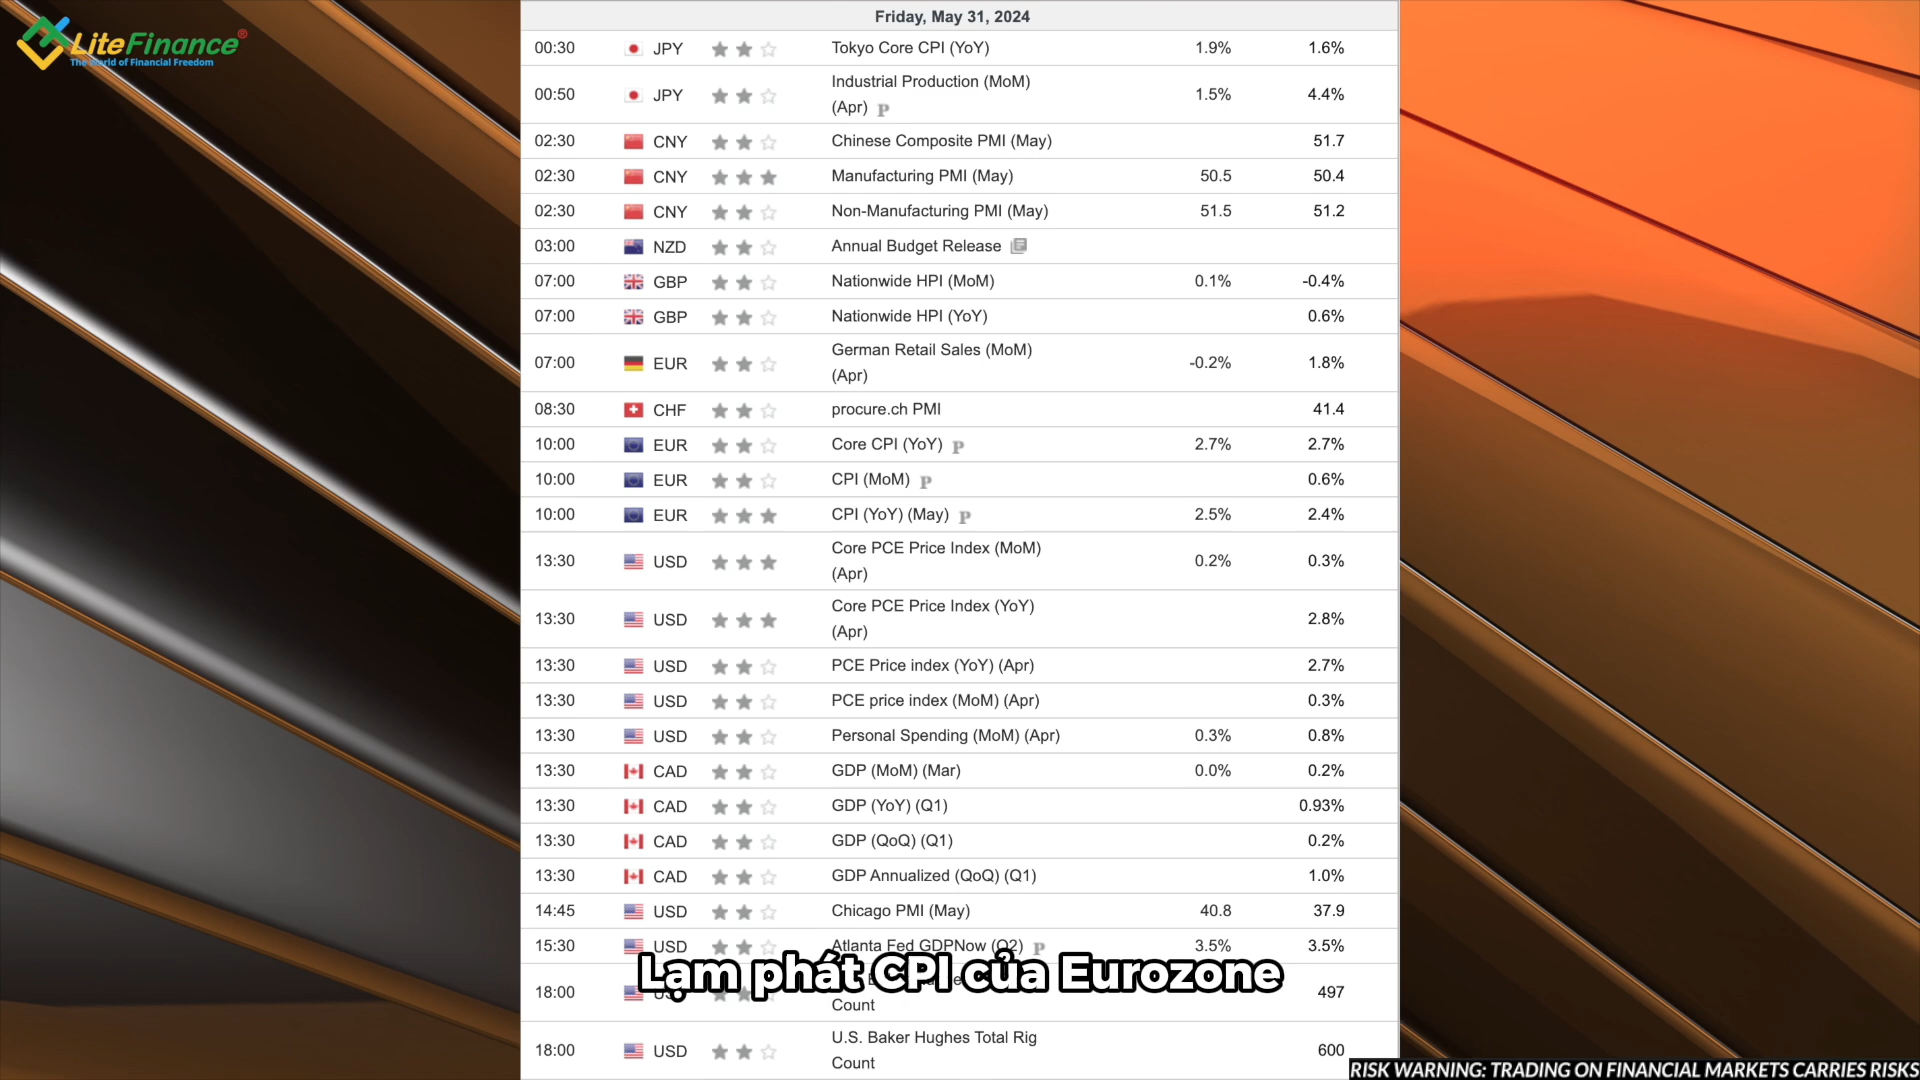 LiteFinance®
The World of Financial Freedom
Friday, May 31, 2024
00:30 JPY Tokyo Core CPI (YoY) 1.9% 1.6%
00:50 JPY Industrial Production (MoM) (Apr) P 1.5% 4.4%
02:30 CNY Chinese Composite PMI (May) 51.7
02:30 CNY Manufacturing PMI (May) 50.5 50.4
02:30 CNY Non-Manufacturing PMI (May) 51.5 51.2
03:00 NZD Annual Budget Release
07:00 GBP Nationwide HPI (MoM) 0.1% -0.4%
07:00 GBP Nationwide HPI (YoY) 0.6%
07:00 EUR German Retail Sales (MoM) (Apr) -0.2% 1.8%
08:30 CHF procure.ch PMI 41.4
10:00 EUR Core CPI (YoY) P 2.7% 2.7%
10:00 EUR CPI (MoM) P 0.6%
10:00 EUR CPI (YoY) (May) P 2.5% 2.4%
13:30 USD Core PCE Price Index (MoM) (Apr) 0.2% 0.3%
13:30 USD Core PCE Price Index (YoY) (Apr) 2.8%
13:30 USD PCE Price index (YoY) (Apr) 2.7%
13:30 USD PCE price index (MoM) (Apr) 0.3%
13:30 USD Personal Spending (MoM) (Apr) 0.3% 0.8%
13:30 CAD GDP (MoM) (Mar) 0.0% 0.2%
13:30 CAD GDP (YoY) (Q1) 0.93%
13:30 CAD GDP (QoQ) (Q1) 0.2%
13:30 CAD GDP Annualized (QoQ) (Q1) 1.0%
14:45 USD Chicago PMI (May) 40.8 37.9
15:30 USD Atlanta Fed GDPNow (Q2) P 3.5% 3.5%
Lạm phát CPI của Eurozone
18:00 USD Count 497
18:00 USD U.S. Baker Hughes Total Rig Count 600
RISK WARNING: TRADING ON FINANCIAL MARKETS CARRIES RISKS